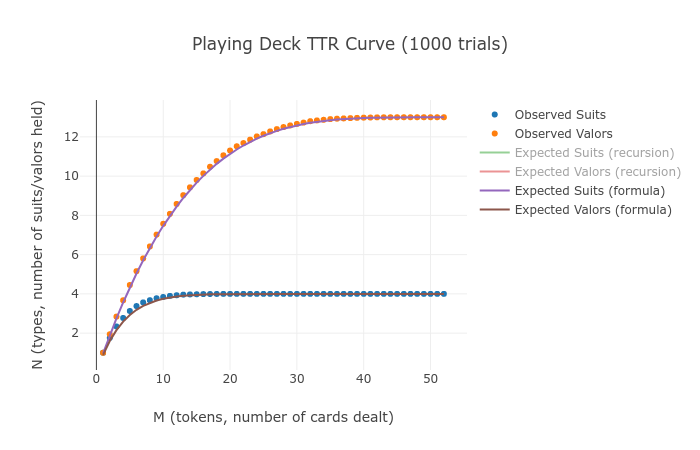 Playing Deck TTR Curve (1000 trials)
N (types, number of suits/valors held)
12
10
8
6
4
2
0
10
20
30
40
50
M (tokens, number of cards dealt)
Observed Suits
Observed Valors
Expected Suits (recursion)
Expected Valors (recursion)
Expected Suits (formula)
Expected Valors (formula)